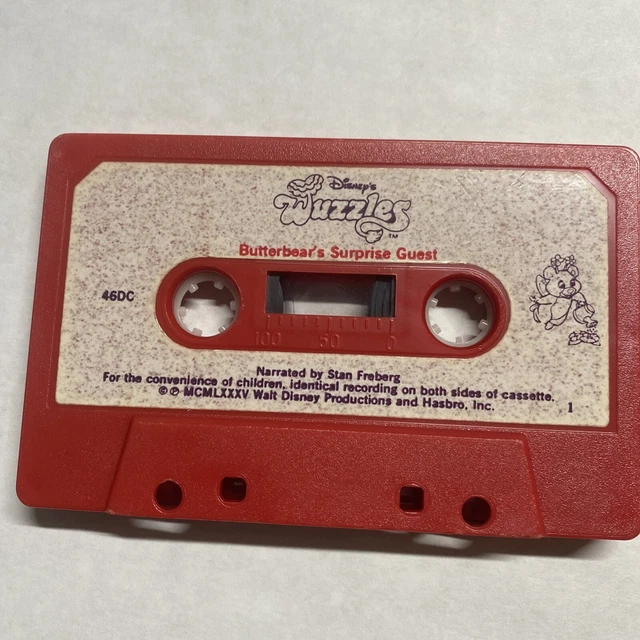 Disney's
Wuzzles
TM
Butterbear's Surprise Guest
46DC
100 50 0
Narrated by Stan Freberg
For the convenience of children, identical recording on both sides of cassette.
© ℗ MCMLXXXV Walt Disney Productions and Hasbro, Inc.
1